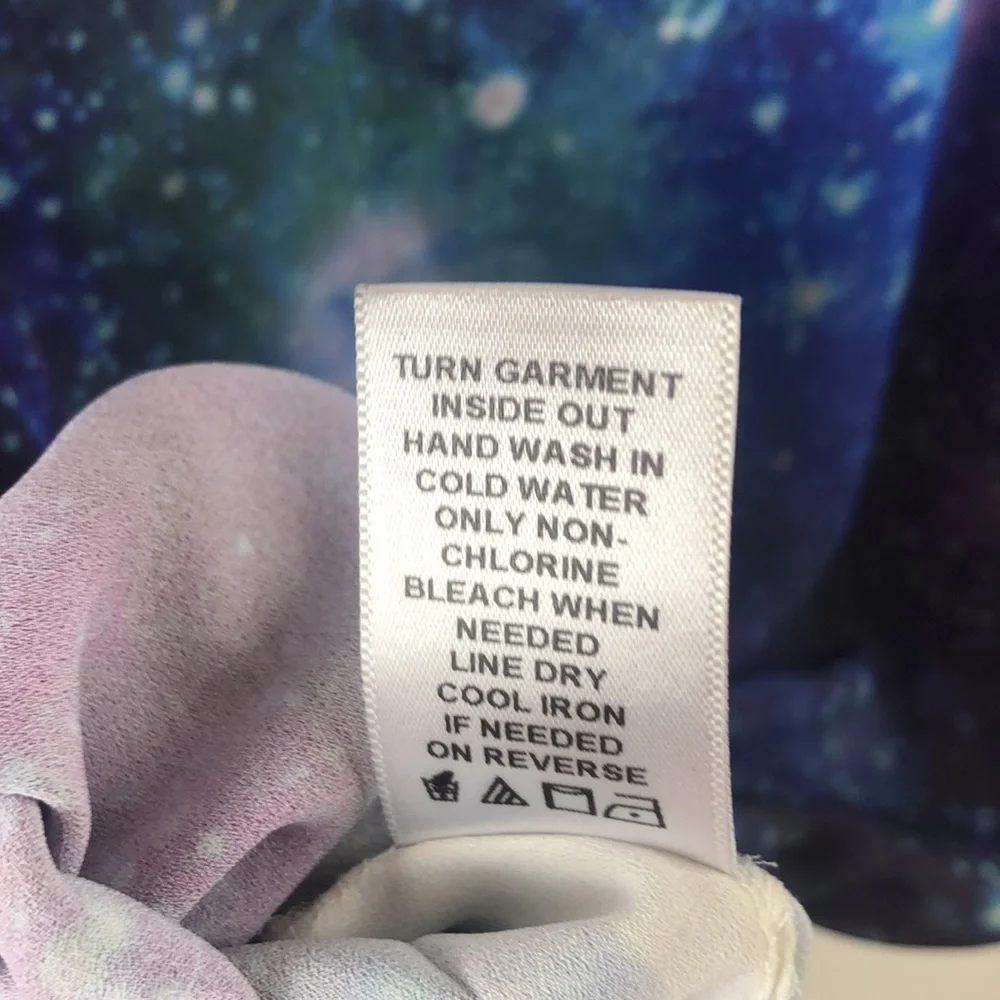 TURN GARMENT
INSIDE OUT
HAND WASH IN
COLD WATER
ONLY NON-
CHLORINE
BLEACH WHEN
NEEDED
LINE DRY
COOL IRON
IF NEEDED
ON REVERSE